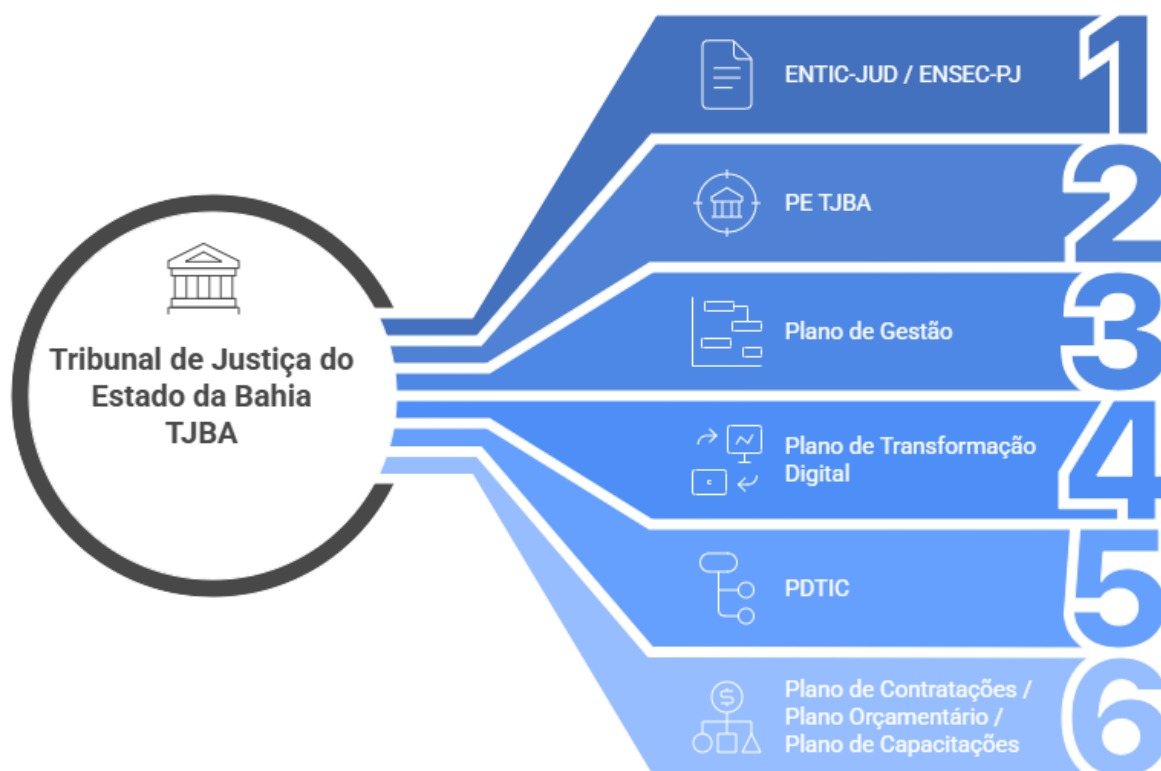 Tribunal de Justiça do
Estado da Bahia
TJBA
ENTIC-JUD / ENSEC-PJ
1
PE TJBA
2
Plano de Gestão
3
Plano de Transformação
Digital
4
PDTIC
5
$
Plano de Contratações /
Plano Orçamentário /
Plano de Capacitações
6